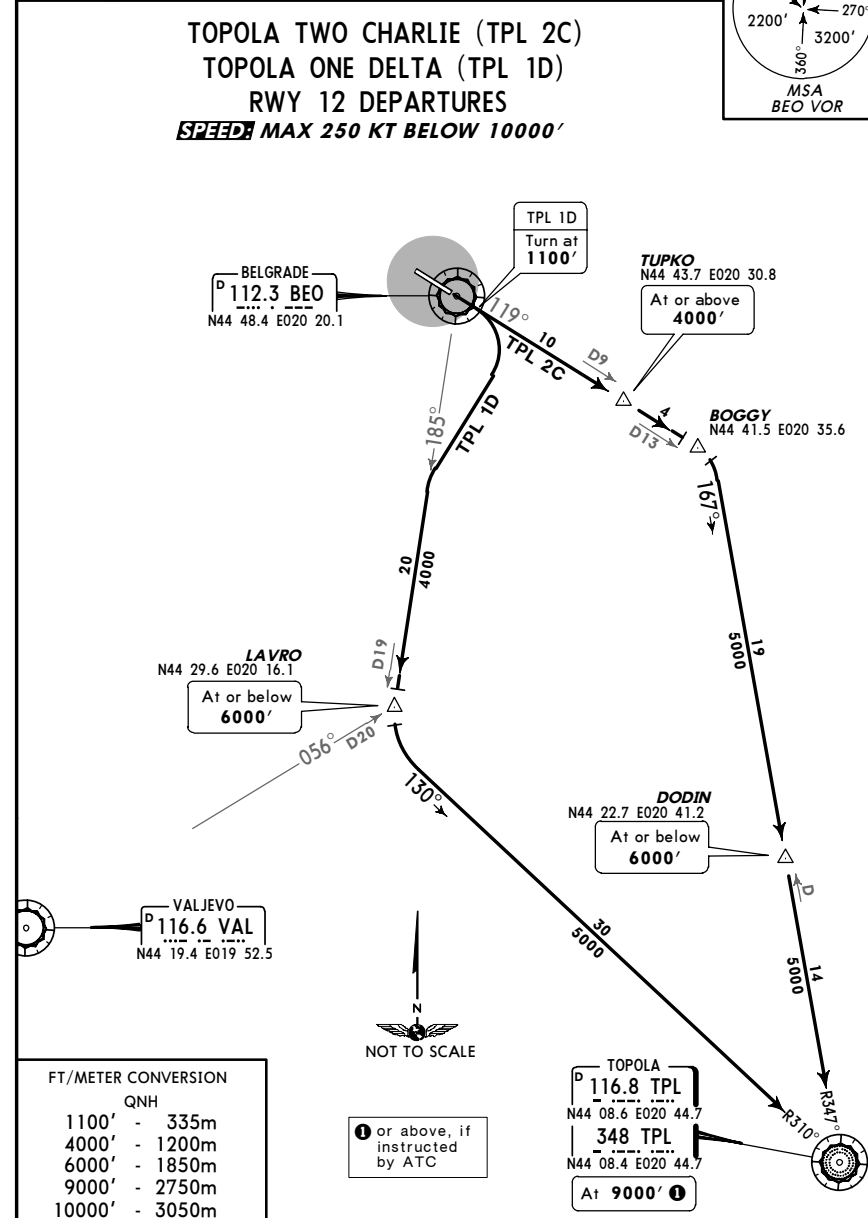 TOPOLA TWO CHARLIE (TPL 2C)
TOPOLA ONE DELTA (TPL 1D)
RWY 12 DEPARTURES
SPEED: MAX 250 KT BELOW 10000'
270°
2200'
3200'
360°
MSA
BEO VOR
TPL 1D
Turn at
1100'
BELGRADE
D 112.3 BEO
N44 48.4 E020 20.1
TUPKO
N44 43.7 E020 30.8
At or above
4000'
119°
10
TPL 2C
D9
4
D13
BOGGY
N44 41.5 E020 35.6
185°
TPL 1D
167°
20
4000
19
5000
D19
LAVRO
N44 29.6 E020 16.1
At or below
6000'
056°
D20
130°
DODIN
N44 22.7 E020 41.2
At or below
6000'
D
VALJEVO
D 116.6 VAL
N44 19.4 E019 52.5
30
5000
14
5000
N
NOT TO SCALE
FT/METER CONVERSION
QNH
1100' - 335m
4000' - 1200m
6000' - 1850m
9000' - 2750m
10000' - 3050m
❶ or above, if
instructed
by ATC
TOPOLA
D 116.8 TPL
N44 08.6 E020 44.7
348 TPL
N44 08.4 E020 44.7
At 9000' ❶
R310°
R347°